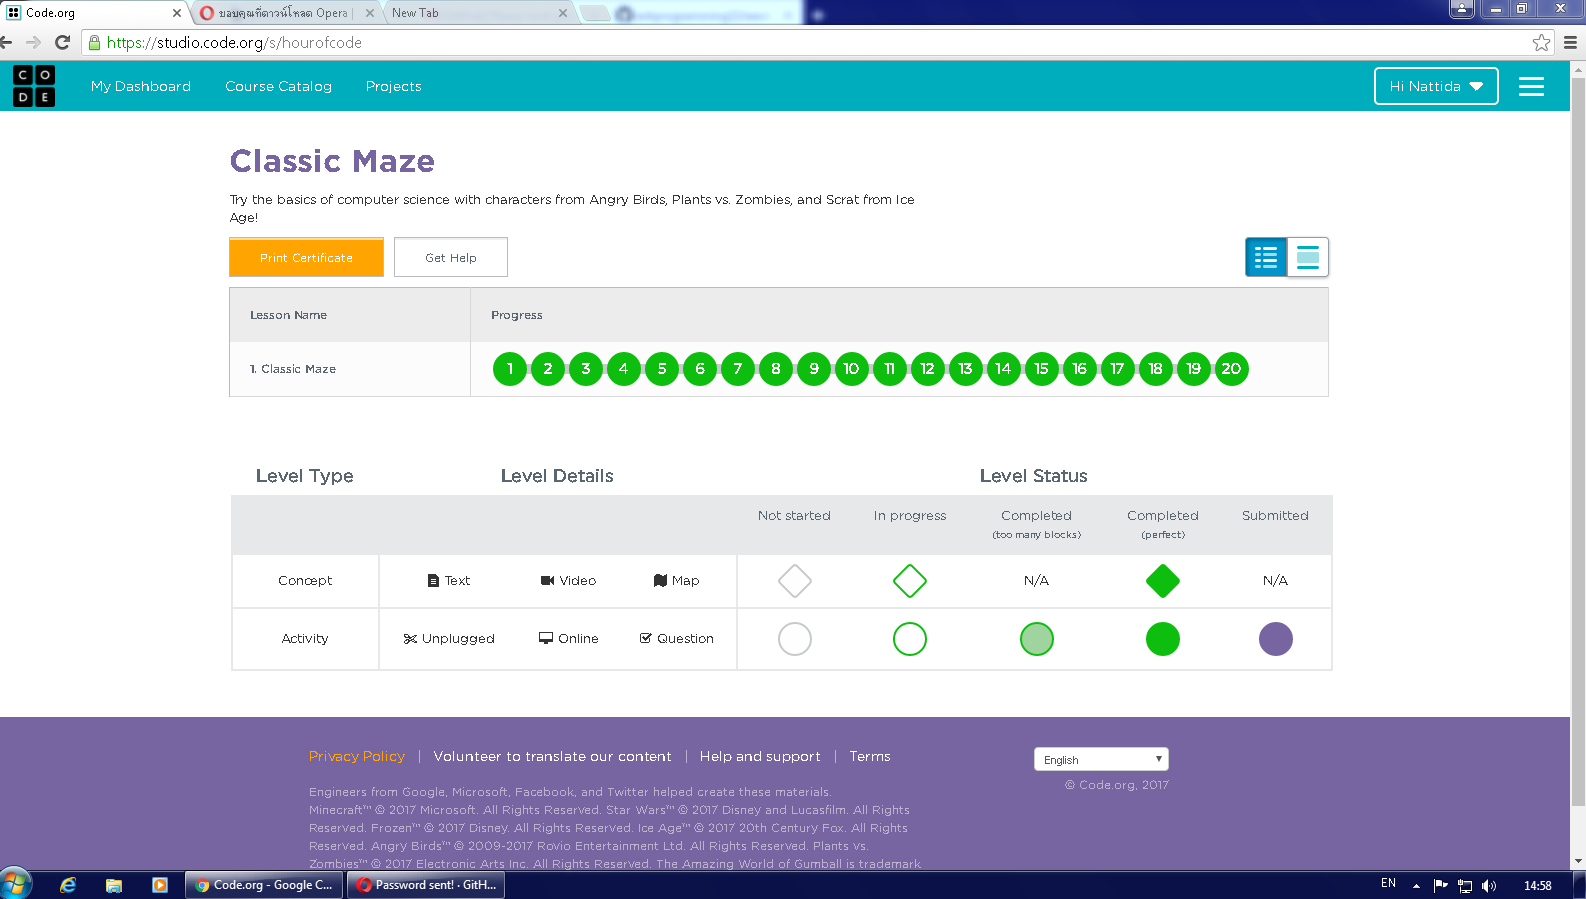 Code.org
ขอบคุณที่ดาวน์โหลด Opera |
New Tab
https://studio.code.org/s/hourofcode
C O
D E
My Dashboard
Course Catalog
Projects
Hi Nattida
Classic Maze
Try the basics of computer science with characters from Angry Birds, Plants vs. Zombies, and Scrat from Ice
Age!
Print Certificate
Get Help
Lesson Name
Progress
1. Classic Maze
1 2 3 4 5 6 7 8 9 10 11 12 13 14 15 16 17 18 19 20
Level Type
Level Details
Level Status
Not started
In progress
Completed
(too many blocks)
Completed
(perfect)
Submitted
Concept
Text
Video
Map
N/A
N/A
Activity
Unplugged
Online
Question
Privacy Policy | Volunteer to translate our content | Help and support | Terms
English
© Code.org, 2017
Engineers from Google, Microsoft, Facebook, and Twitter helped create these materials.
Minecraft™ © 2017 Microsoft. All Rights Reserved. Star Wars™ © 2017 Disney and Lucasfilm. All Rights
Reserved. Frozen™ © 2017 Disney. All Rights Reserved. Ice Age™ © 2017 20th Century Fox. All Rights
Reserved. Angry Birds™ © 2009-2017 Rovio Entertainment Ltd. All Rights Reserved. Plants vs.
Zombies™ © 2017 Electronic Arts Inc. All Rights Reserved. The Amazing World of Gumball is trademark
Code.org - Google C...
Password sent! · GitH...
EN
14:58